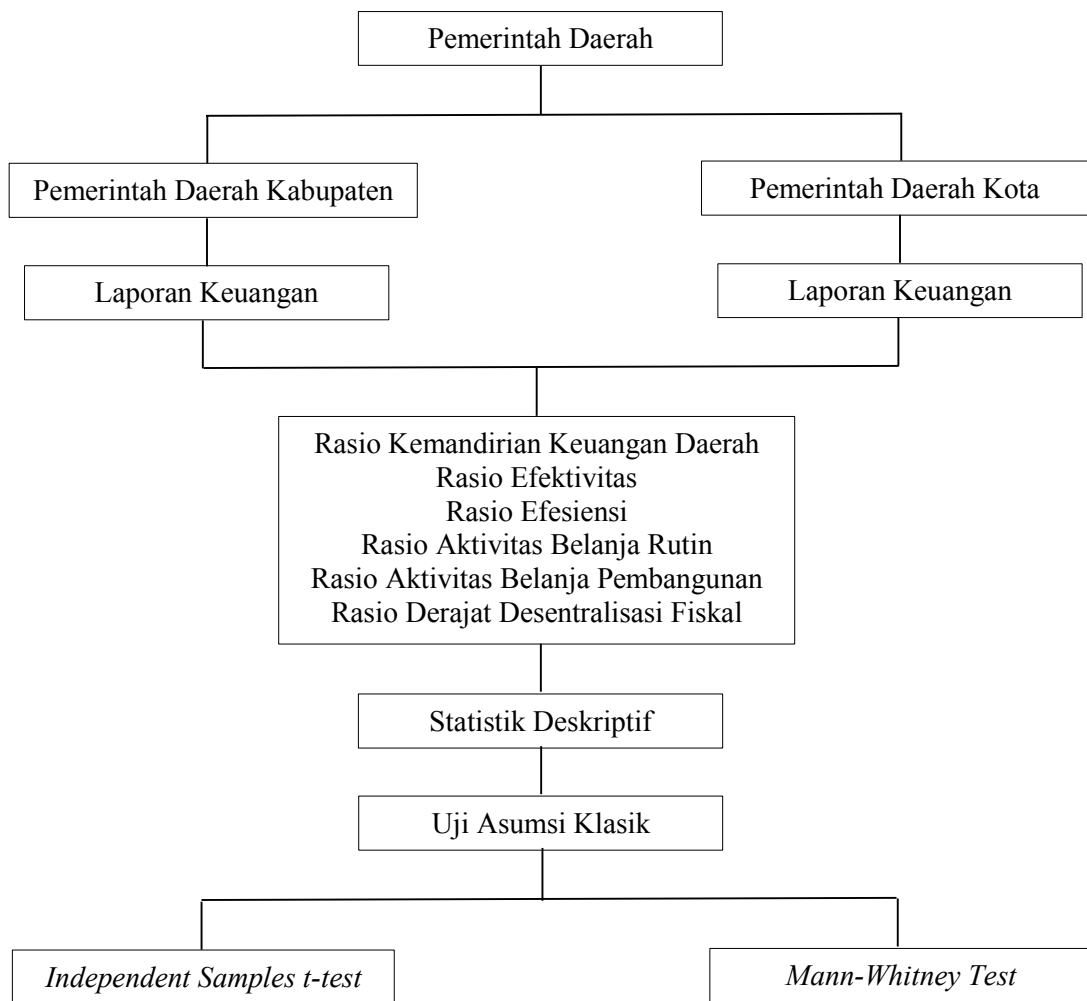 Pemerintah Daerah
Pemerintah Daerah Kabupaten
Pemerintah Daerah Kota
Laporan Keuangan
Laporan Keuangan
Rasio Kemandirian Keuangan Daerah
Rasio Efektivitas
Rasio Efesiensi
Rasio Aktivitas Belanja Rutin
Rasio Aktivitas Belanja Pembangunan
Rasio Derajat Desentralisasi Fiskal
Statistik Deskriptif
Uji Asumsi Klasik
Independent Samples t-test
Mann-Whitney Test